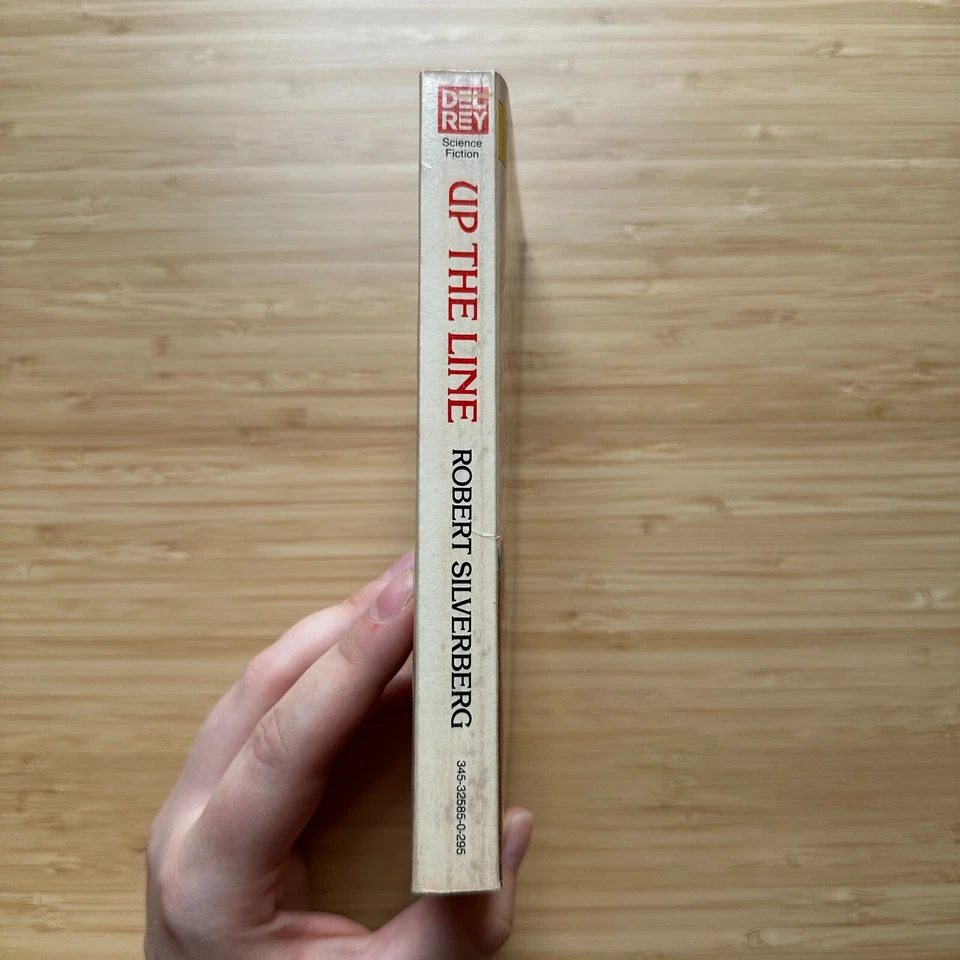 DEL
REY
Science
Fiction
UP THE LINE
ROBERT SILVERBERG
345-32585-0-295